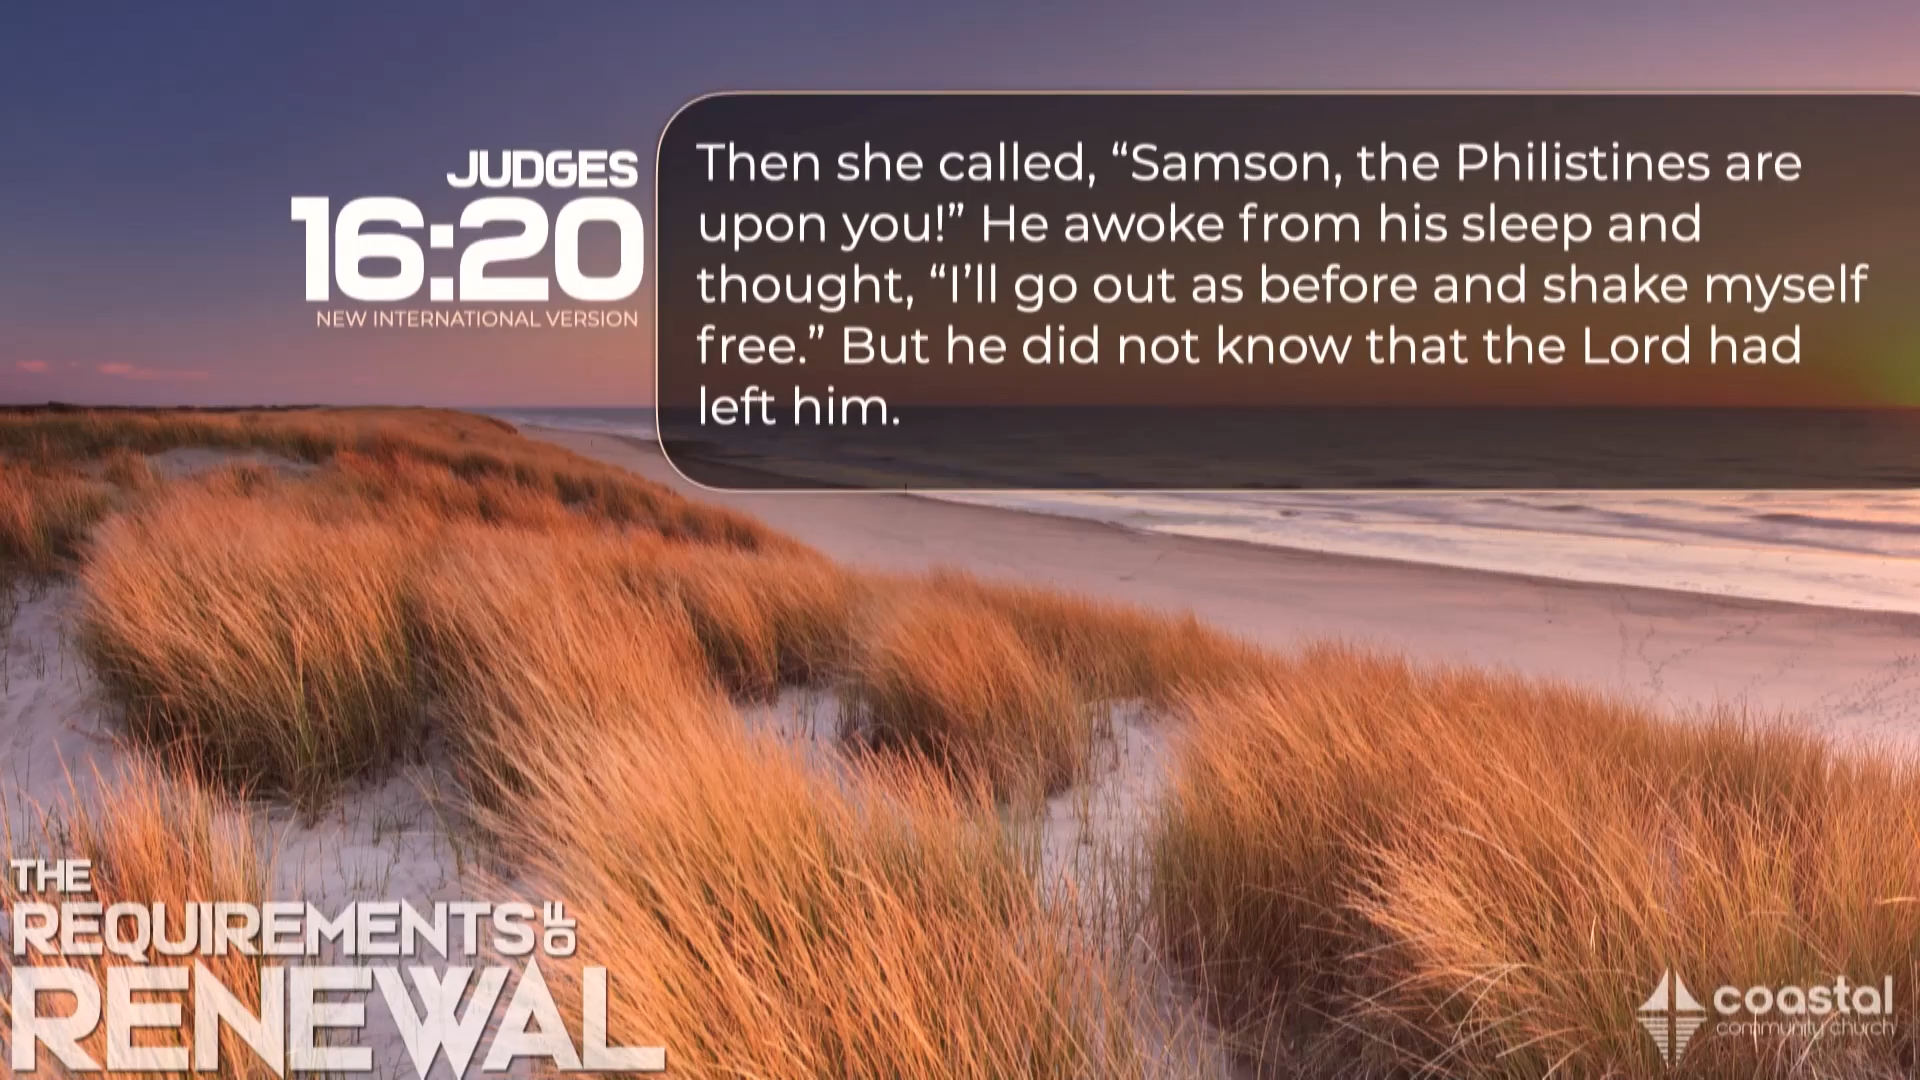 JUDGES
16:20
NEW INTERNATIONAL VERSION
Then she called, “Samson, the Philistines are
upon you!” He awoke from his sleep and
thought, “I’ll go out as before and shake myself
free.” But he did not know that the Lord had
left him.
THE
REQUIREMENTS OF
RENEWAL
coastal
community church